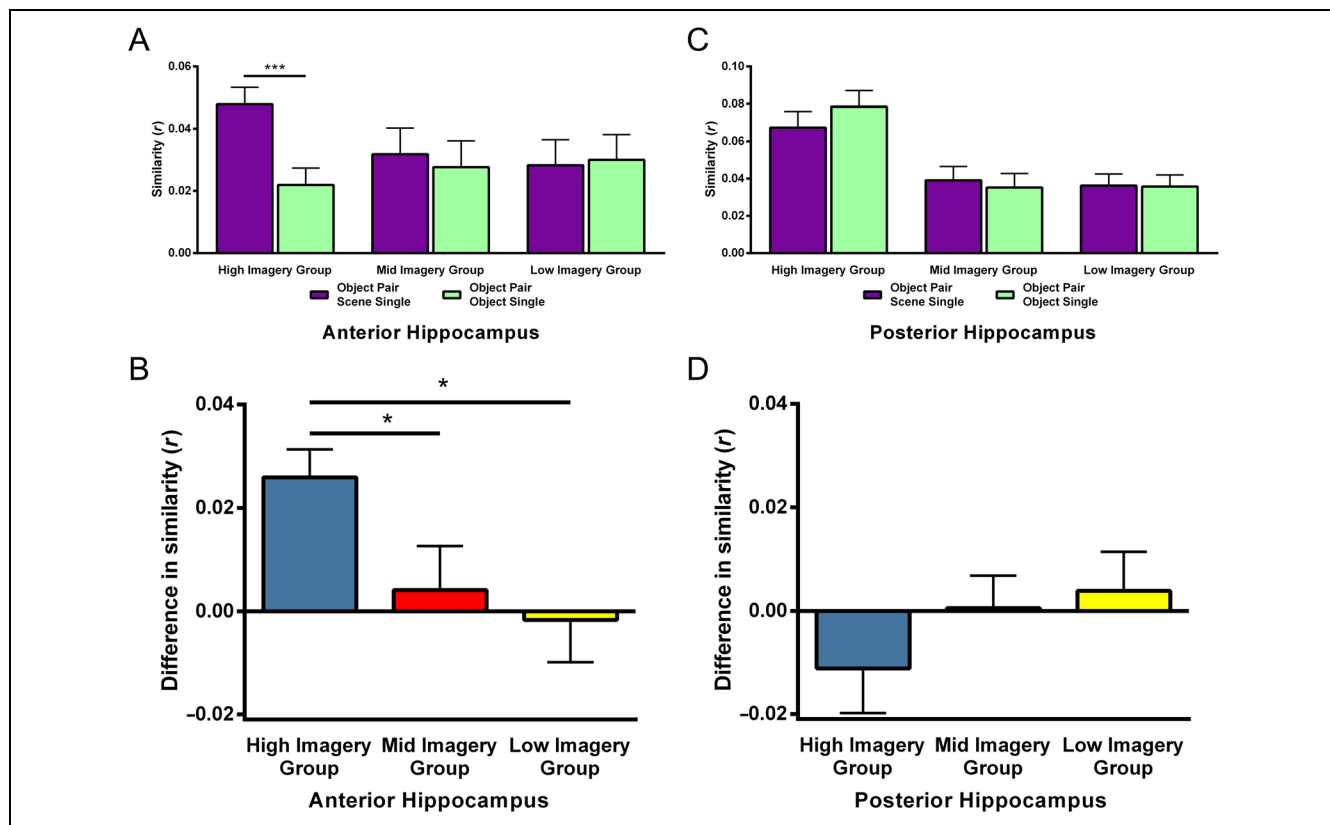 A
0.06
0.04
0.02
0.00
Similarity (r)
***
High Imagery Group
Mid Imagery Group
Low Imagery Group
Object Pair
Scene Single
Object Pair
Object Single
Anterior Hippocampus
C
0.10
0.08
0.06
0.04
0.02
0.00
Similarity (r)
High Imagery Group
Mid Imagery Group
Low Imagery Group
Object Pair
Scene Single
Object Pair
Object Single
Posterior Hippocampus
B
0.04
0.02
0.00
–0.02
Difference in similarity (r)
*
*
High Imagery
Group
Mid Imagery
Group
Low Imagery
Group
Anterior Hippocampus
D
0.04
0.02
0.00
–0.02
Difference in similarity (r)
High Imagery
Group
Mid Imagery
Group
Low Imagery
Group
Posterior Hippocampus